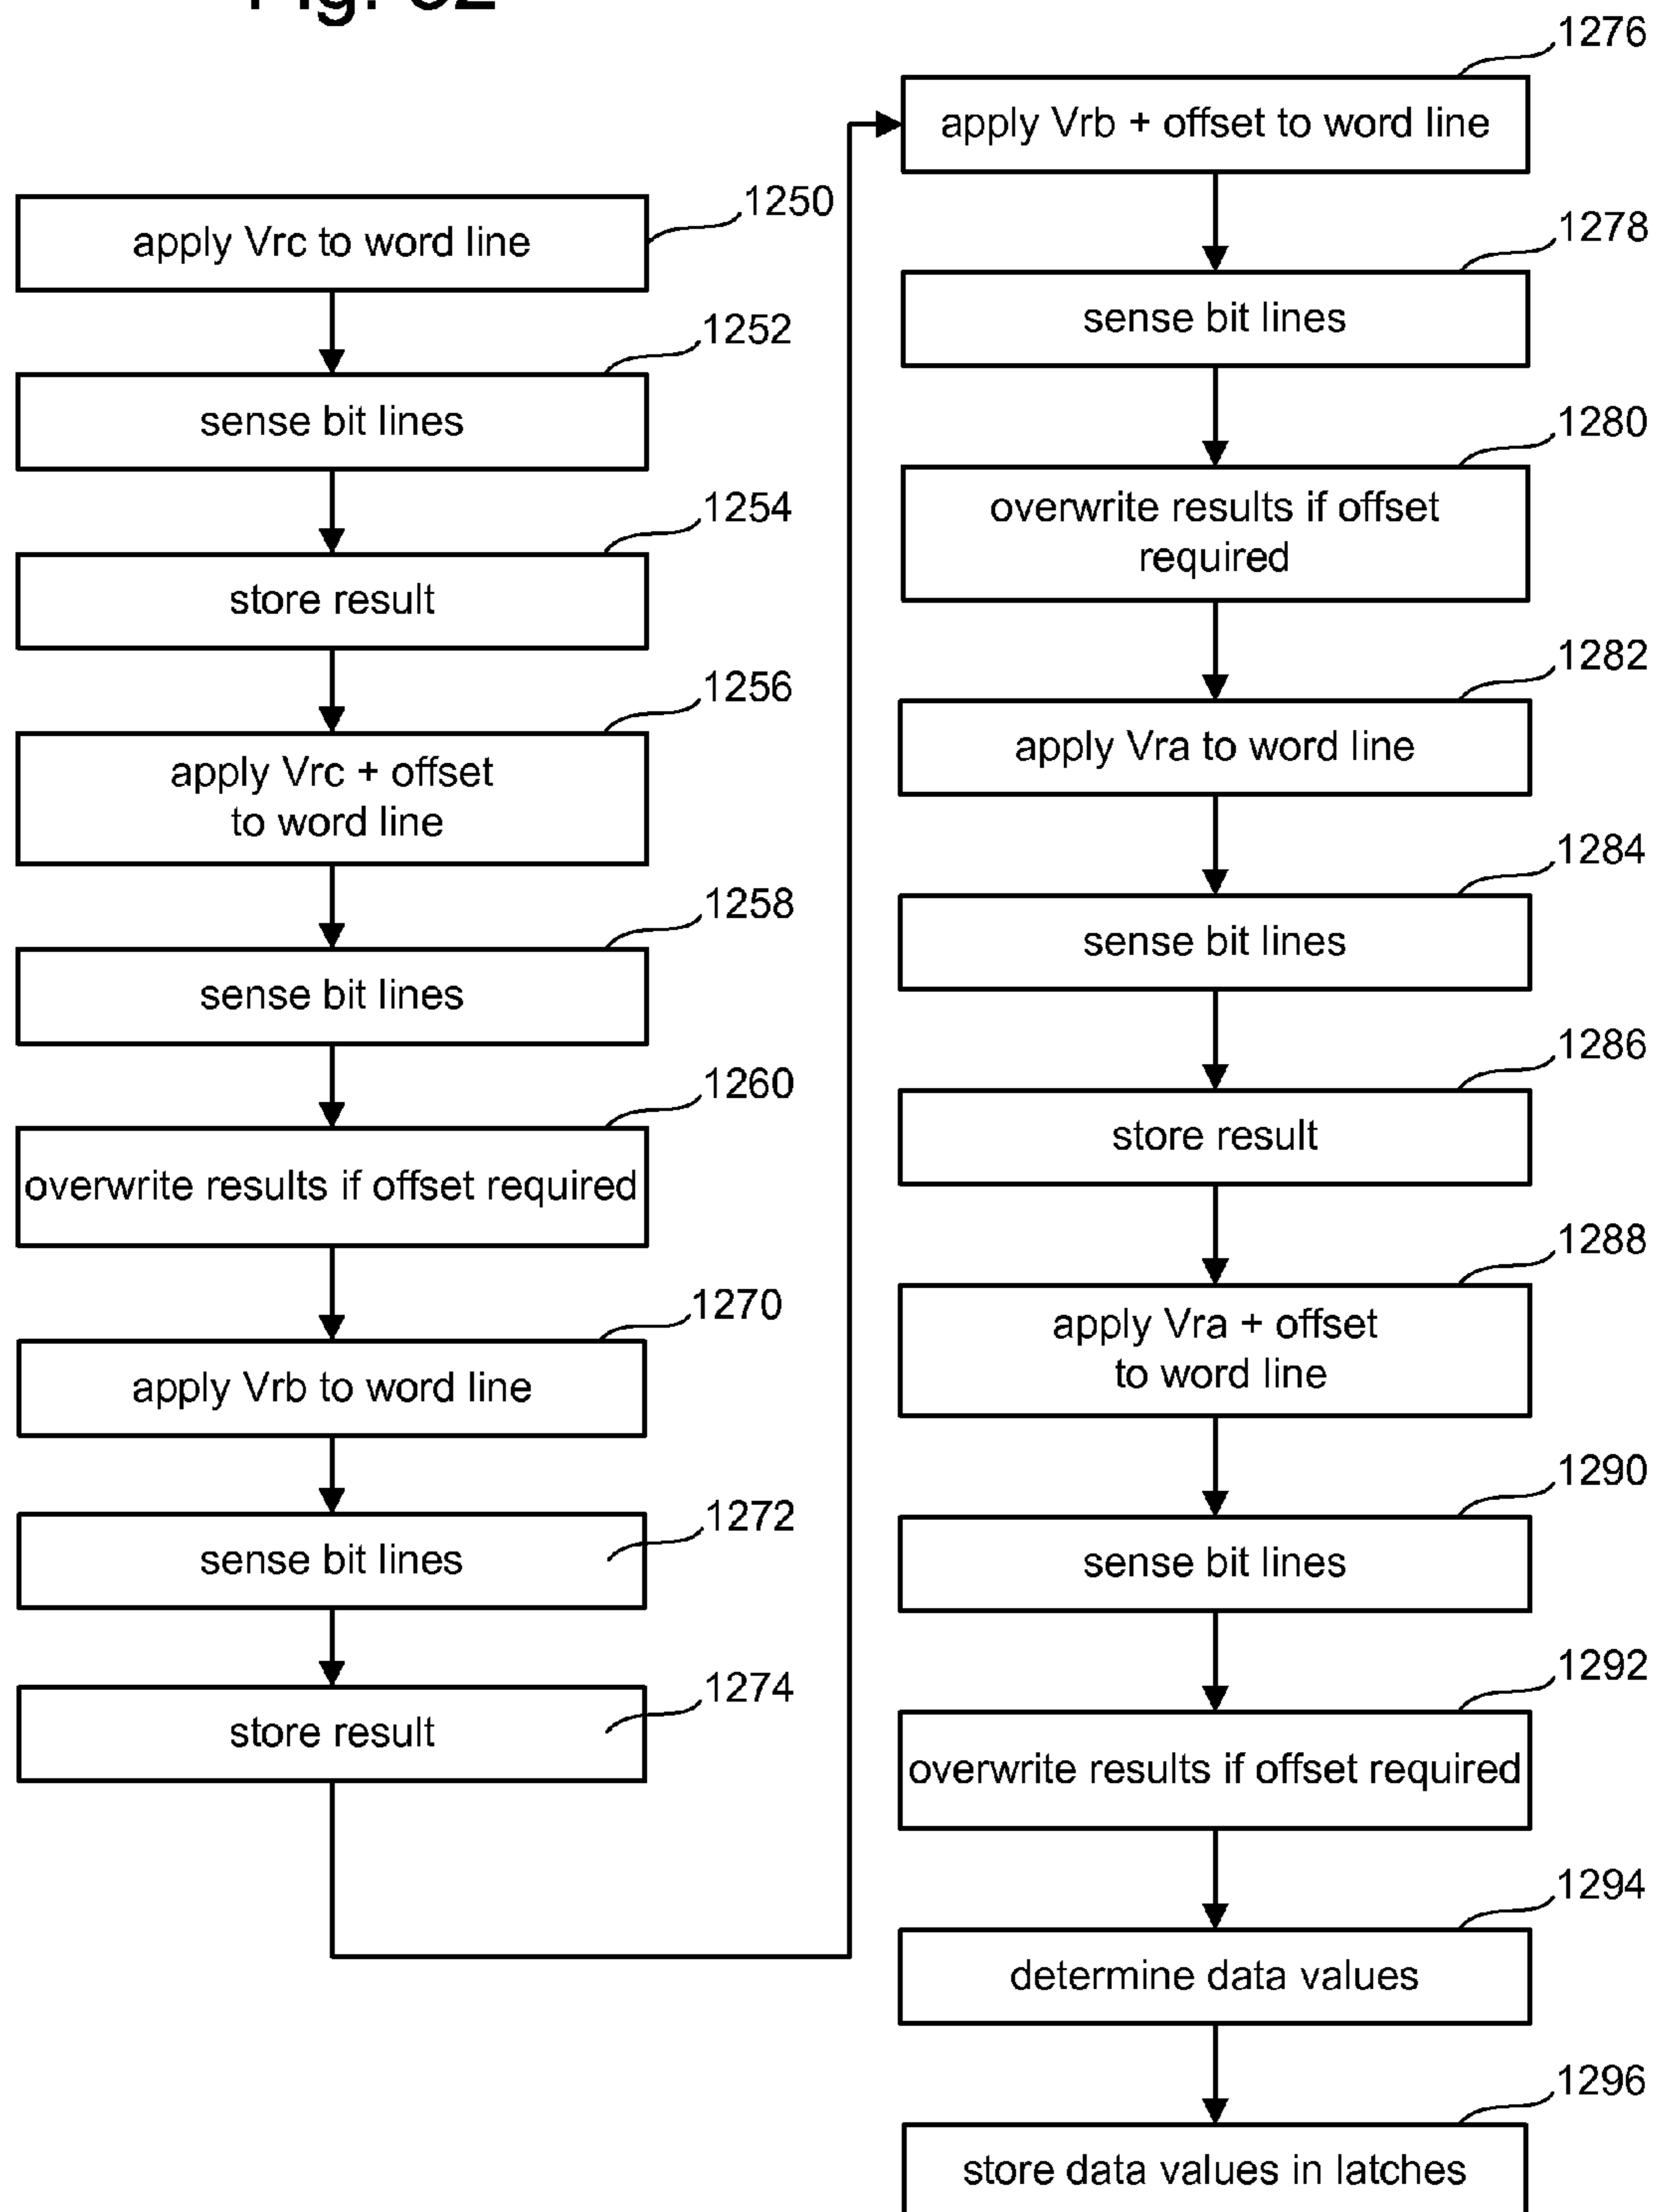 1250
apply Vrc to word line
1252
sense bit lines
1254
store result
1256
apply Vrc + offset
to word line
1258
sense bit lines
1260
overwrite results if offset required
1270
apply Vrb to word line
1272
sense bit lines
1274
store result
1276
apply Vrb + offset to word line
1278
sense bit lines
1280
overwrite results if offset
required
1282
apply Vra to word line
1284
sense bit lines
1286
store result
1288
apply Vra + offset
to word line
1290
sense bit lines
1292
overwrite results if offset required
1294
determine data values
1296
store data values in latches